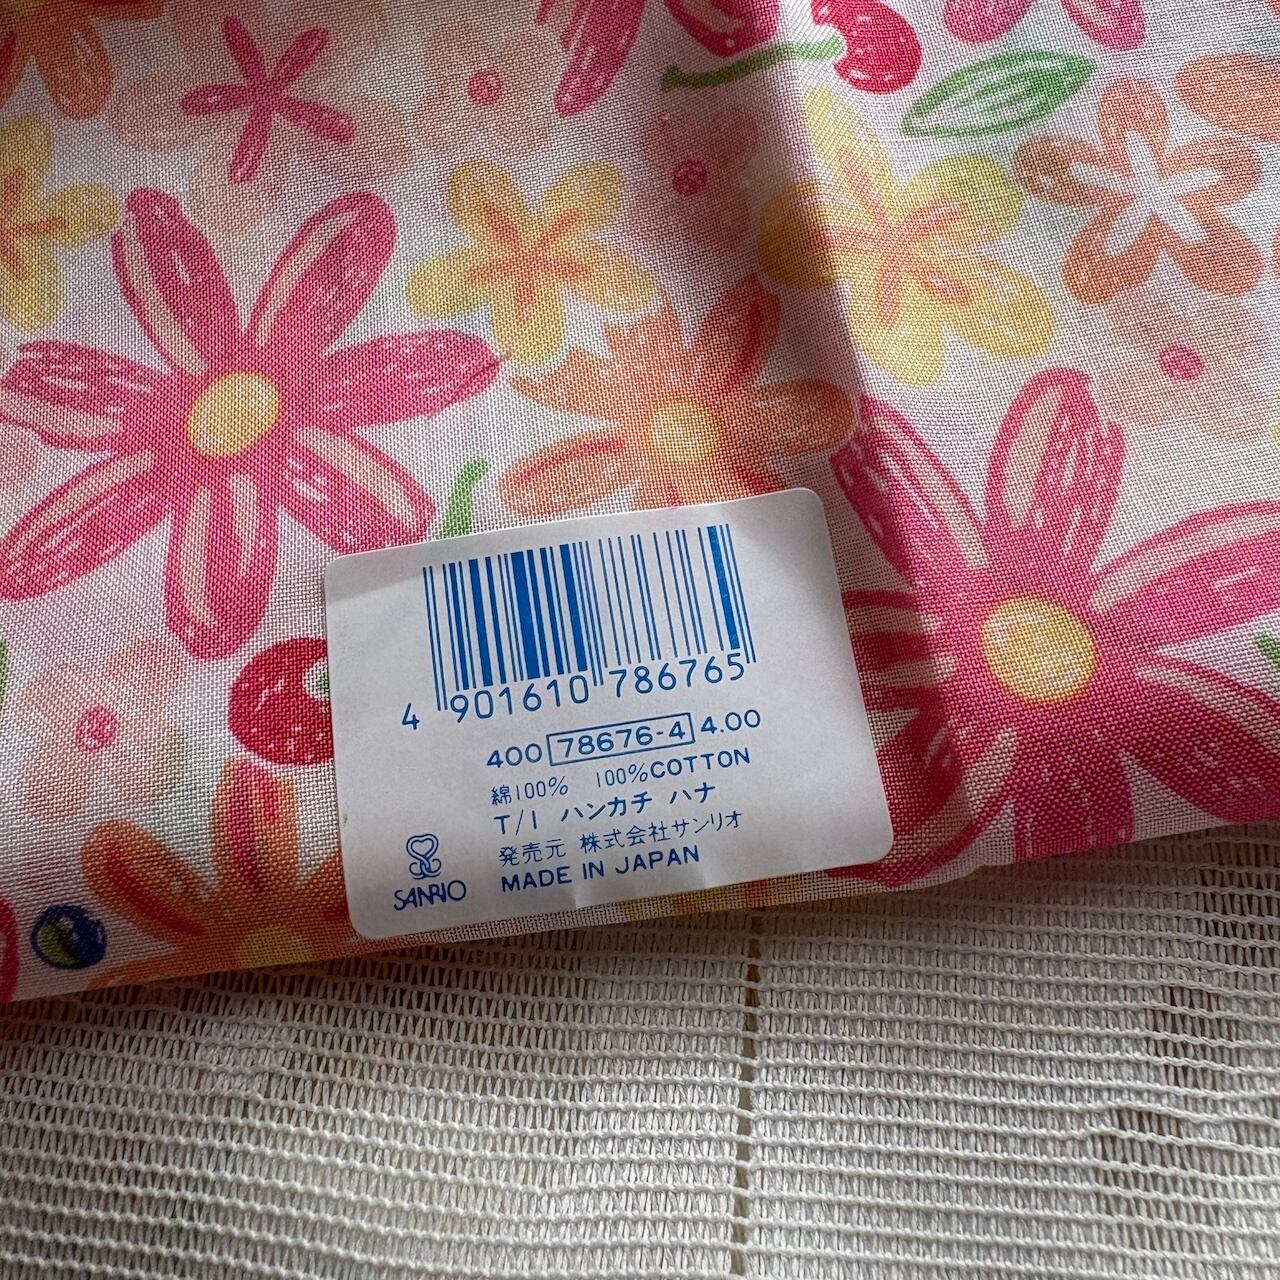 4 901610 786765
400 78676-4 4.00
綿100% 100%COTTON
T/I ハンカチ ハナ
発売元 株式会社サンリオ
SANRIO MADE IN JAPAN